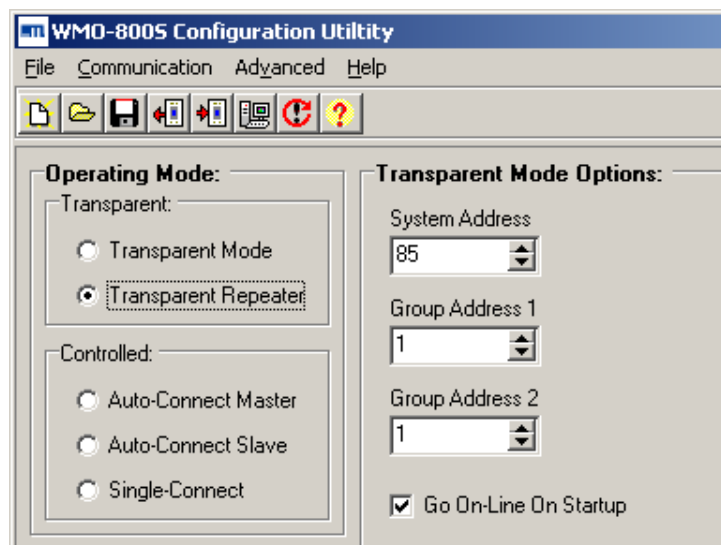 WMO-800S Configuration Utiltity
File Communication Advanced Help
Operating Mode:
Transparent:
Transparent Mode
Transparent Repeater
Controlled:
Auto-Connect Master
Auto-Connect Slave
Single-Connect
Transparent Mode Options:
System Address
85
Group Address 1
1
Group Address 2
1
Go On-Line On Startup